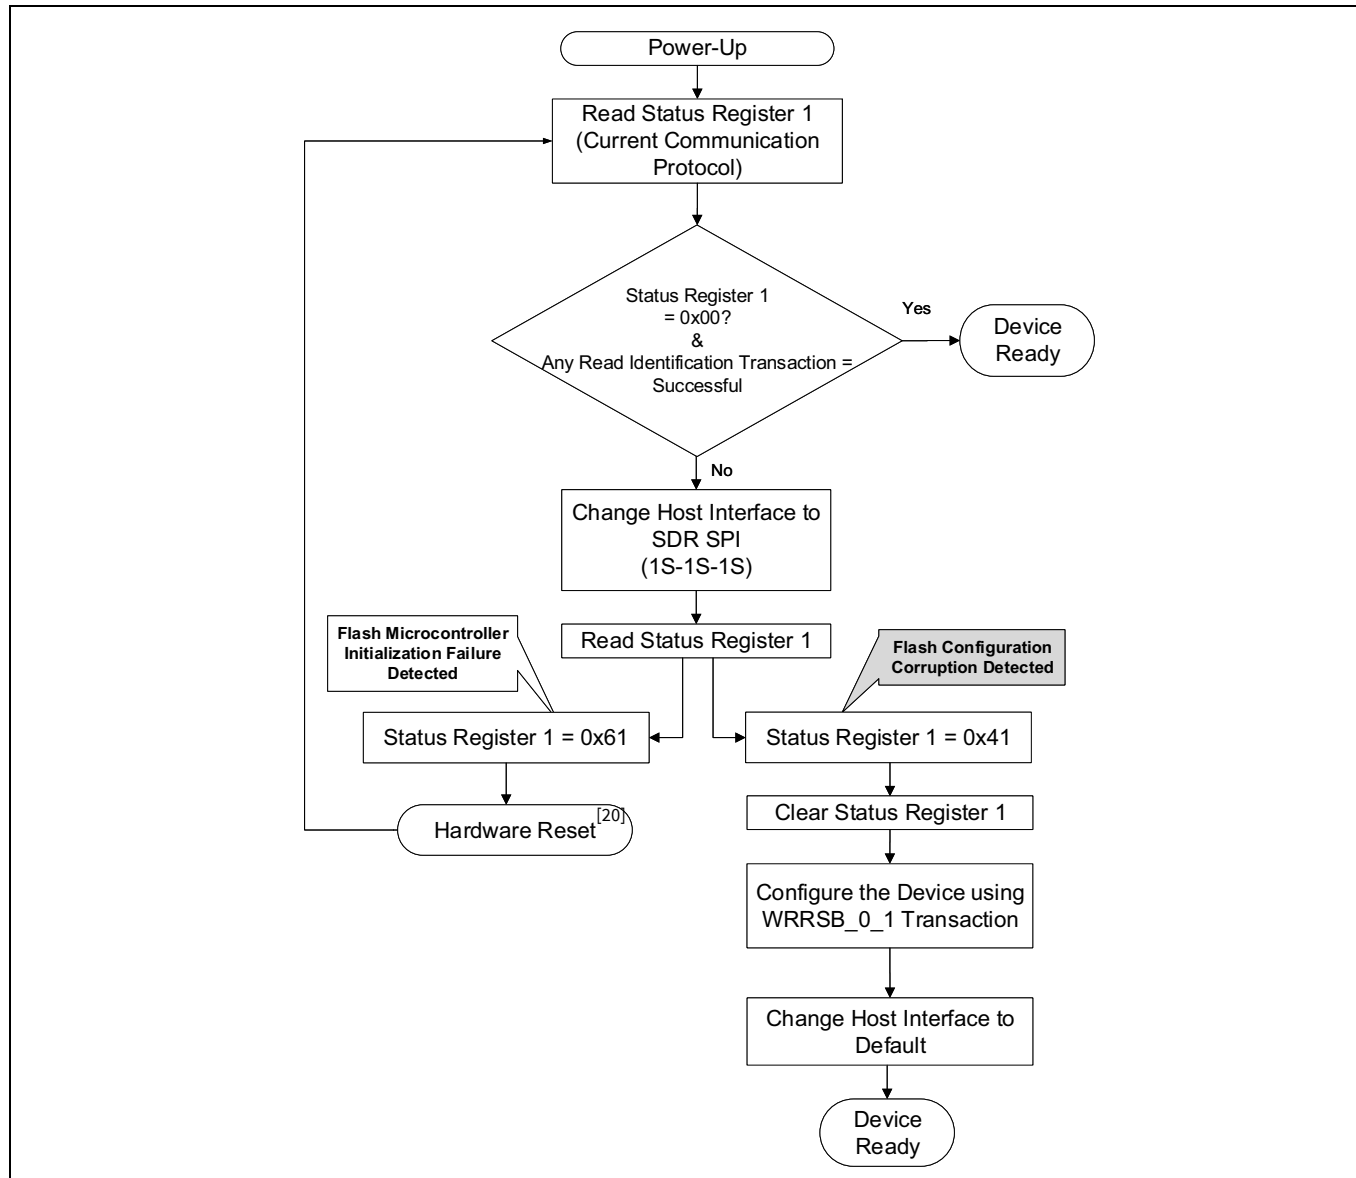 Power-Up
Read Status Register 1
(Current Communication
Protocol)
Status Register 1
= 0x00?
&
Any Read Identification Transaction =
Successful
Yes
Device
Ready
No
Change Host Interface to
SDR SPI
(1S-1S-1S)
Read Status Register 1
Flash Microcontroller
Initialization Failure
Detected
Flash Configuration
Corruption Detected
Status Register 1 = 0x61
Status Register 1 = 0x41
Hardware Reset[20]
Clear Status Register 1
Configure the Device using
WRRSB_0_1 Transaction
Change Host Interface to
Default
Device
Ready